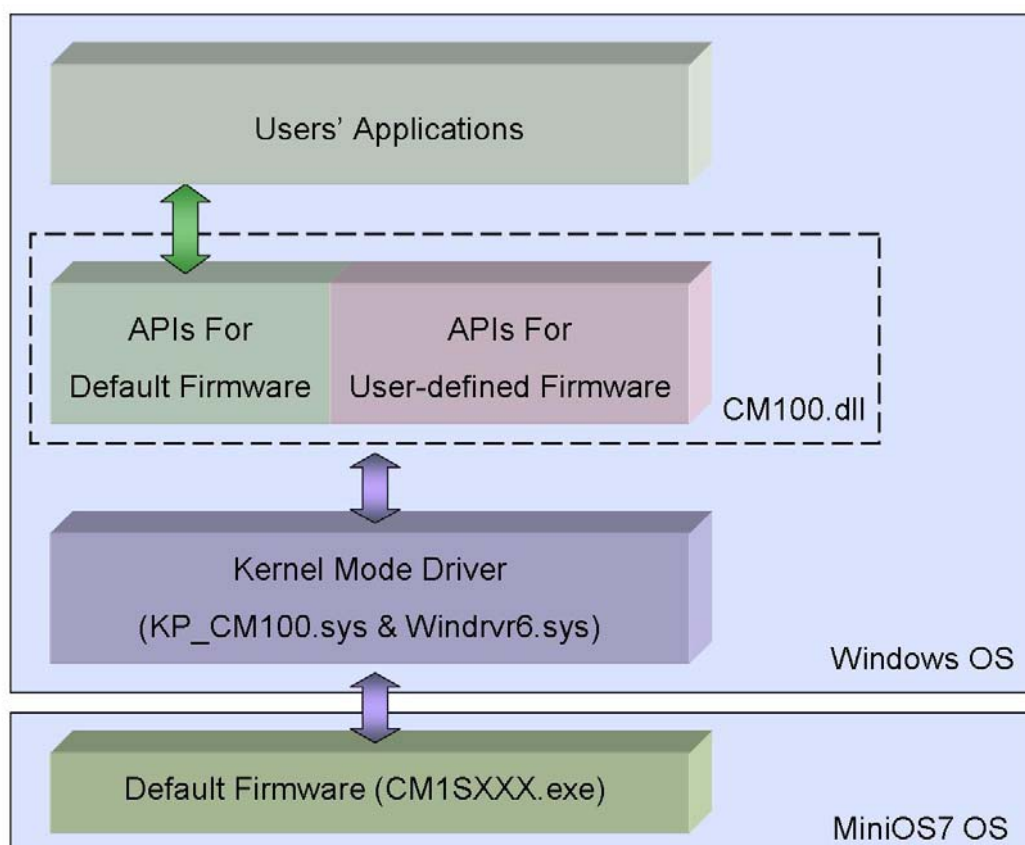 Users’ Applications
APIs For
Default Firmware
APIs For
User-defined Firmware
CM100.dll
Kernel Mode Driver
(KP_CM100.sys & Windrvr6.sys)
Windows OS
Default Firmware (CM1SXXX.exe)
MiniOS7 OS